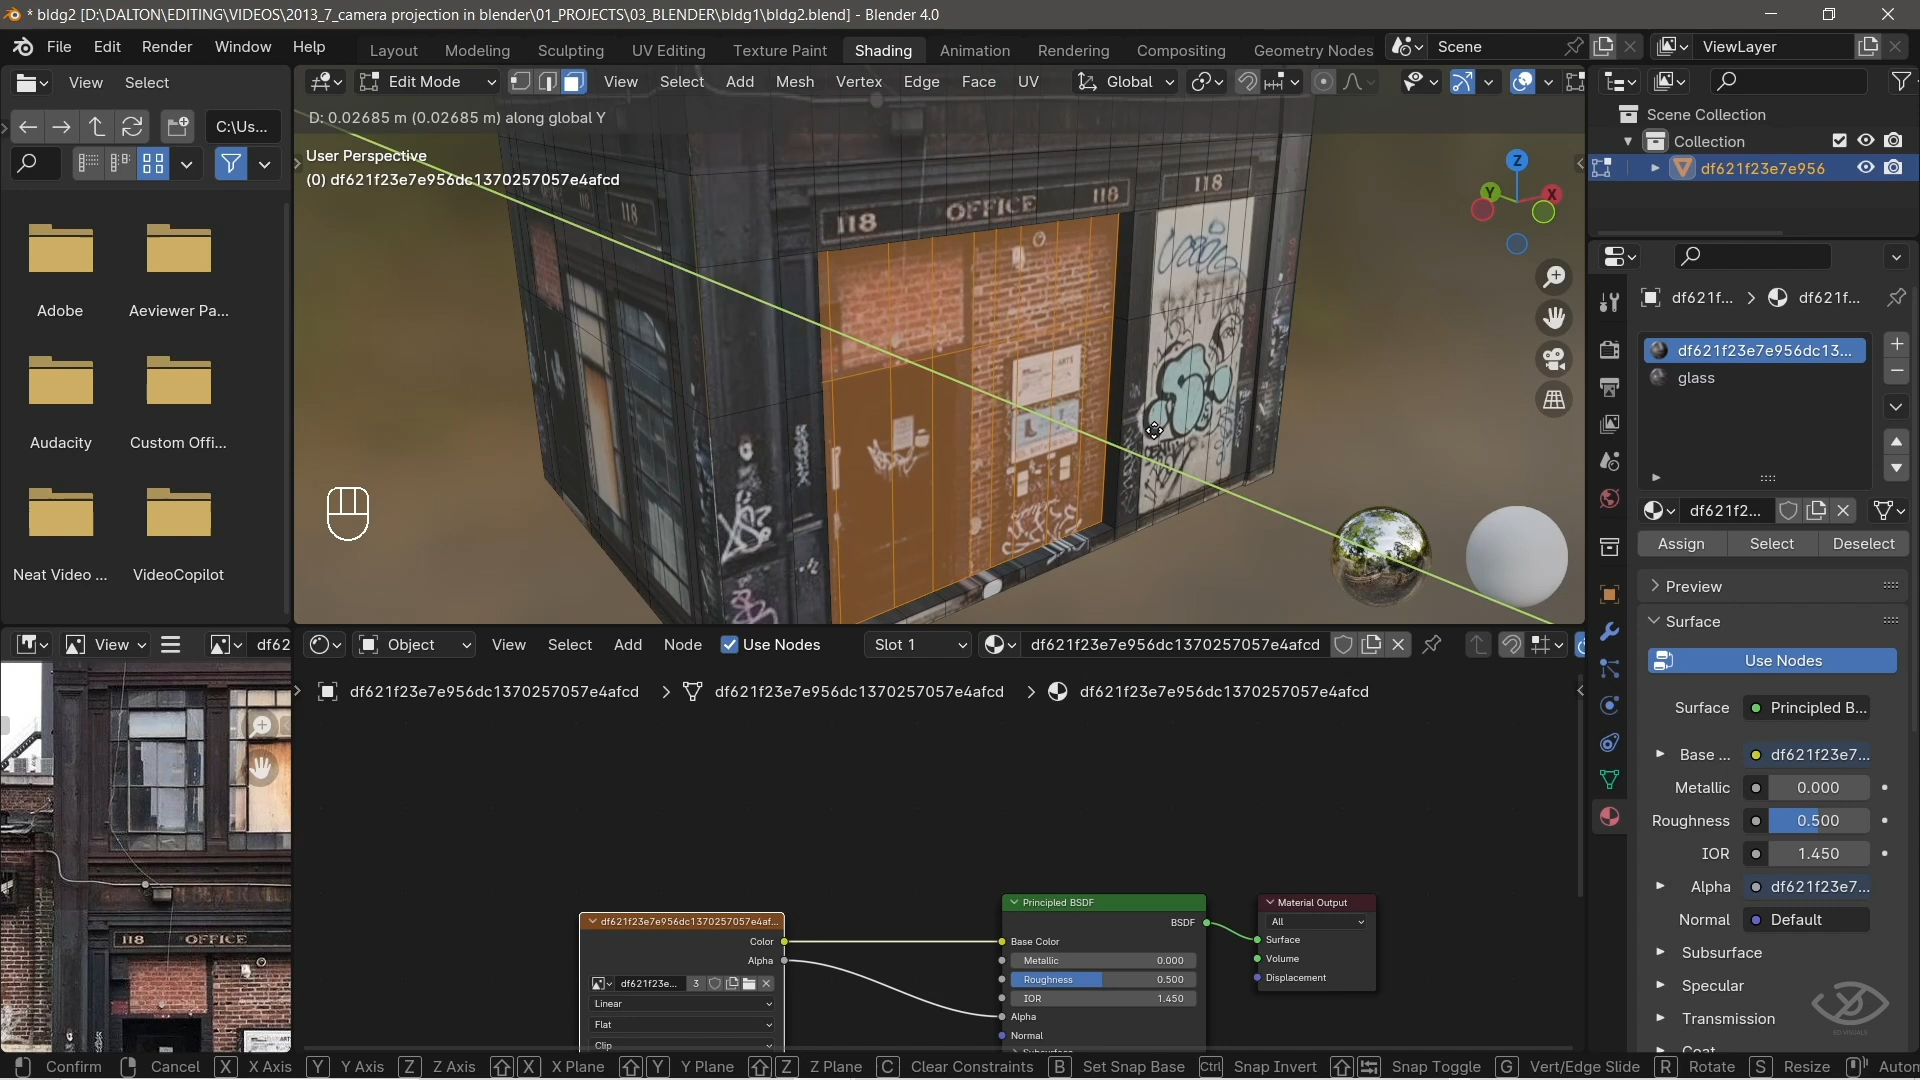 * bldg2 [D:\DALTON\EDITING\VIDEOS\2013_7_camera projection in blender\01_PROJECTS\03_BLENDER\bldg1\bldg2.blend] - Blender 4.0
File Edit Render Window Help Layout Modeling Sculpting UV Editing Texture Paint Shading Animation Rendering Compositing Geometry Nodes Scene ViewLayer
View Select Edit Mode View Select Add Mesh Vertex Edge Face UV Global
D: 0.02685 m (0.02685 m) along global Y
C:\Us...
User Perspective
(0) df621f23e7e956dc1370257057e4afcd
Scene Collection
Collection
df621f23e7e956
Z
Y
X
118
118 OFFICE 118
118
ARTS
Adobe Aeviewer Pa...
Audacity Custom Offi...
Neat Video ... VideoCopilot
df621f... > df621f...
df621f23e7e956dc13...
glass
df621f2...
Assign Select Deselect
Preview
Surface
Use Nodes
Surface Principled B...
Base ... df621f23e7...
Metallic 0.000
Roughness 0.500
IOR 1.450
Alpha df621f23e7...
Normal Default
Subsurface
Specular
Transmission
Coat
View df62
Object View Select Add Node Use Nodes Slot 1 df621f23e7e956dc1370257057e4afcd
df621f23e7e956dc1370257057e4afcd > df621f23e7e956dc1370257057e4afcd > df621f23e7e956dc1370257057e4afcd
118 OFFICE
df621f23e7e956dc1370257057e4af...
Color
Alpha
df621f23e... 3
Linear
Flat
Clip
Principled BSDF
BSDF
Base Color
Metallic 0.000
Roughness 0.500
IOR 1.450
Alpha
Normal
Subsurface
Material Output
All
Surface
Volume
Displacement
Confirm Cancel X X Axis Y Y Axis Z Z Axis X X Plane Y Y Plane Z Z Plane C Clear Constraints B Set Snap Base Ctrl Snap Invert Snap Toggle G Vert/Edge Slide R Rotate S Resize Auton